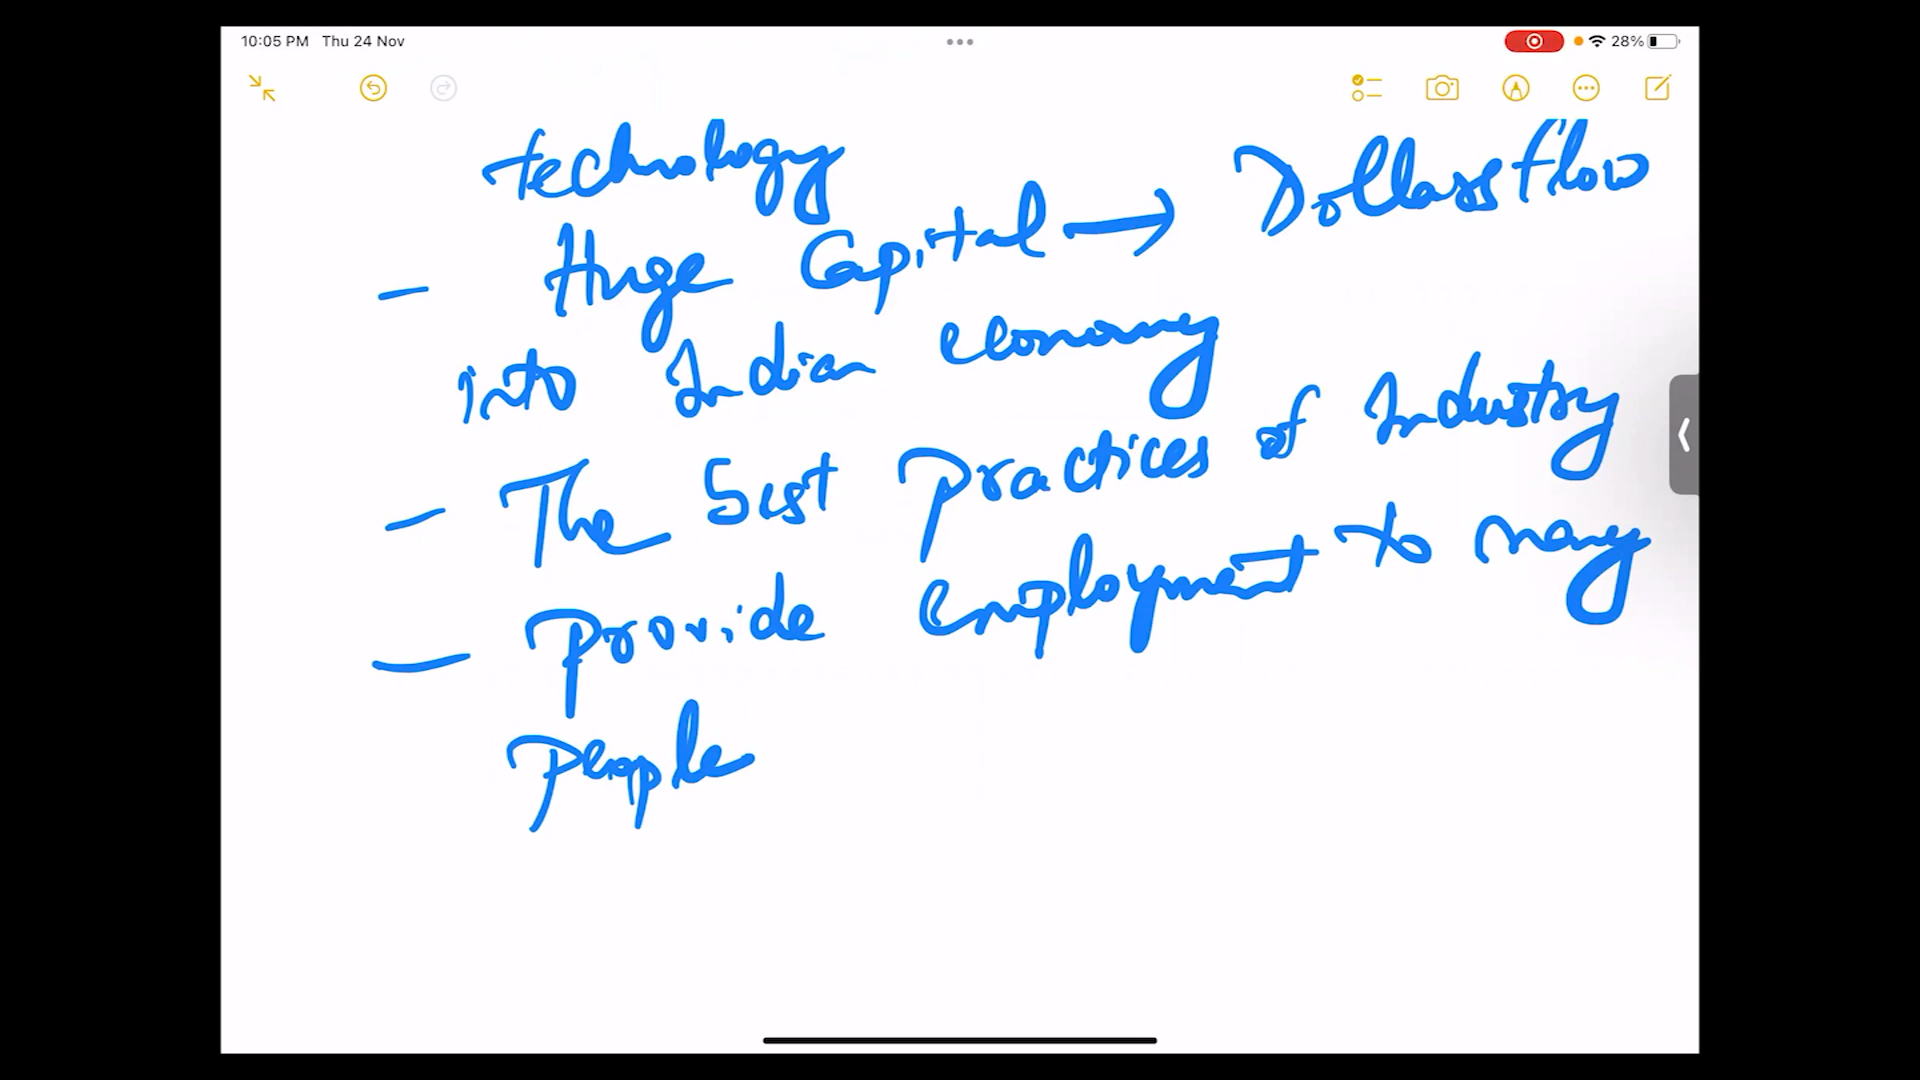 10:05 PM Thu 24 Nov
28%
technology
- Huge Capital → Dollars flow
into Indian economy
- The best practices of Industry
- Provide employment to many
people